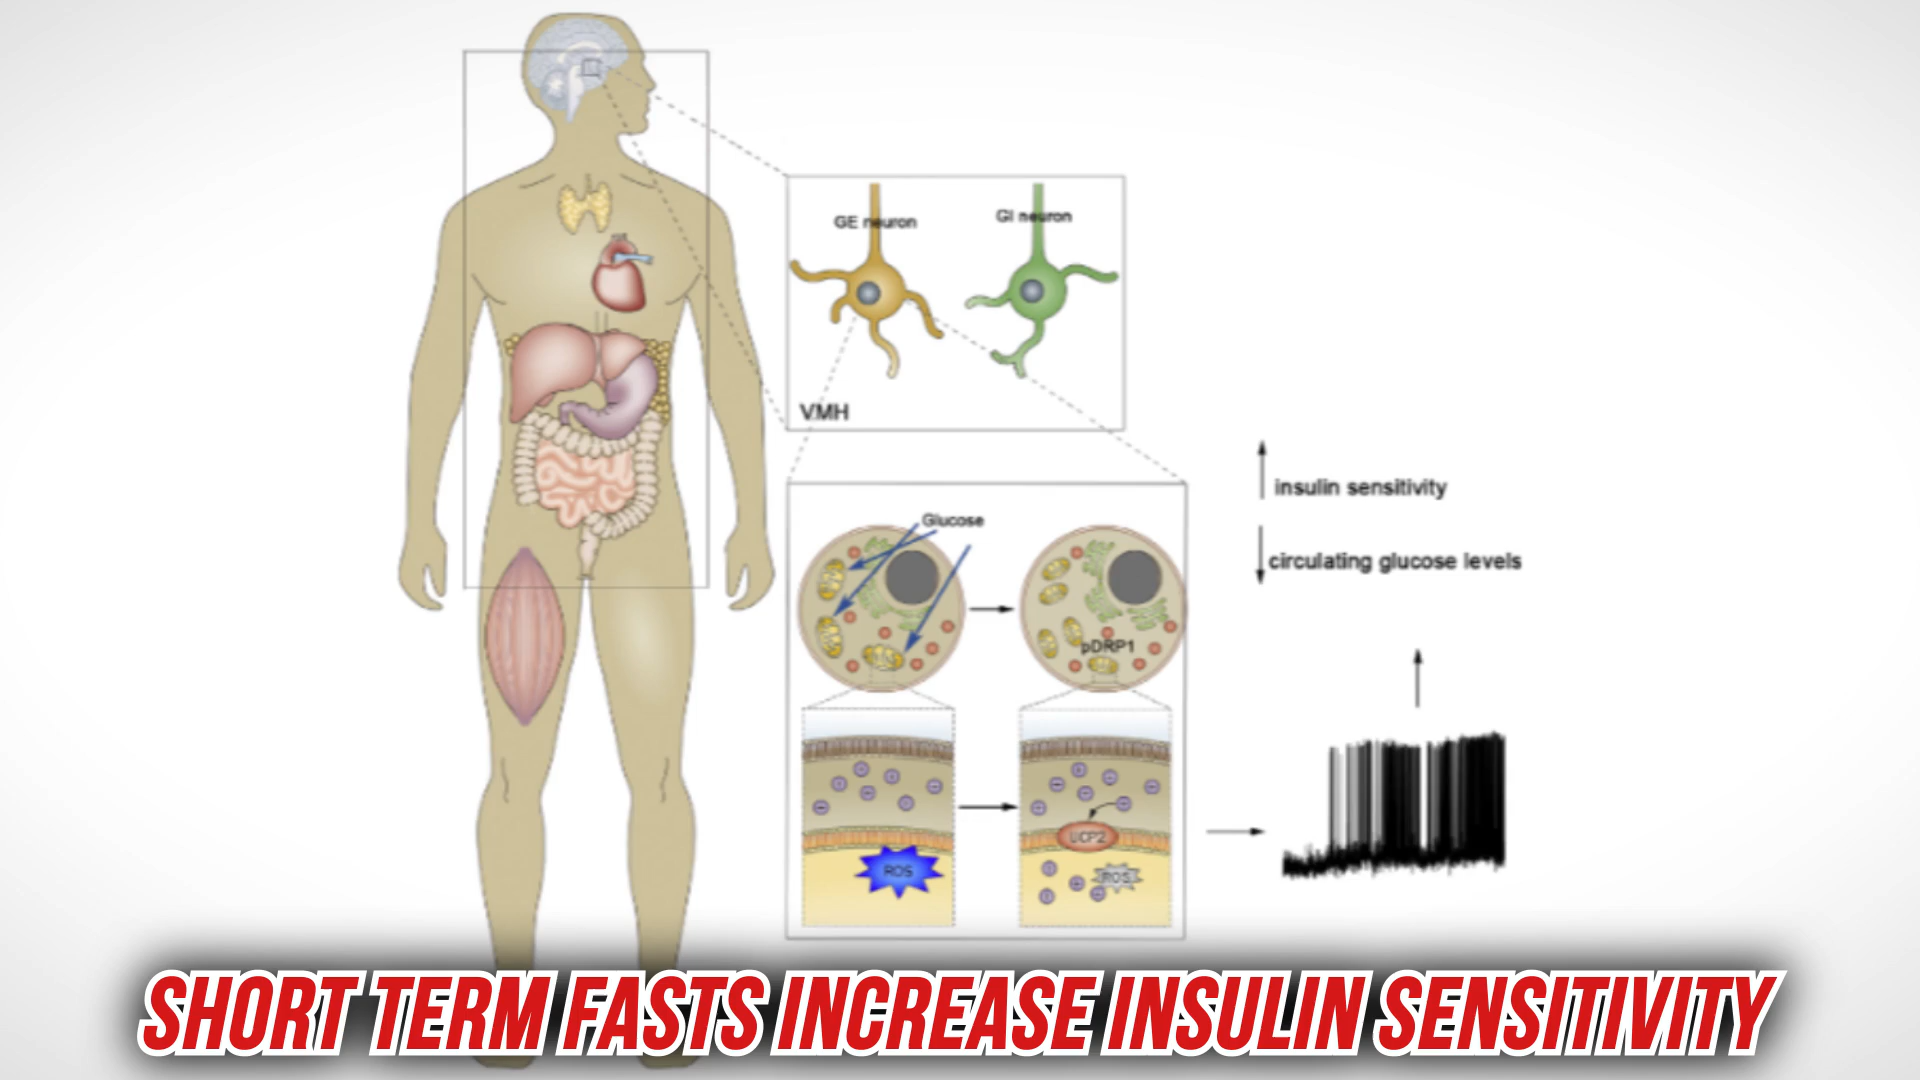 GE neuron
GI neuron
VMH
Glucose
pDRP1
UCP2
ROS
ROS
insulin sensitivity
circulating glucose levels
SHORT TERM FASTS INCREASE INSULIN SENSITIVITY